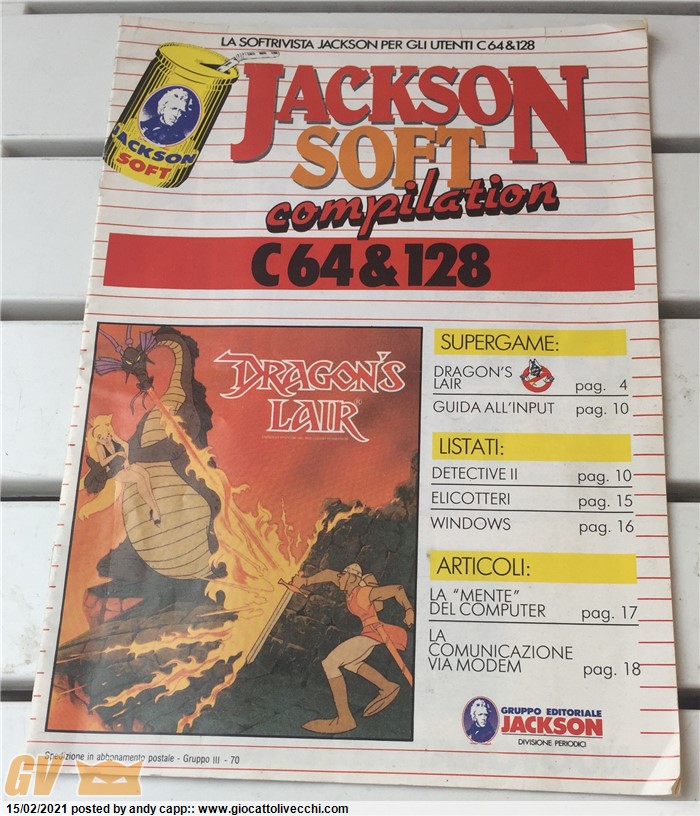 LA SOFTRIVISTA JACKSON PER GLI UTENTI C64&128
JACKSON
SOFT
JACKSON
SOFT
compilation
C64&128
DRAGON'S
LAIR®
SUPERGAME:
DRAGON'S
LAIR pag. 4
GUIDA ALL'INPUT pag. 10
LISTATI:
DETECTIVE II pag. 10
ELICOTTERI pag. 15
WINDOWS pag. 16
ARTICOLI:
LA "MENTE"
DEL COMPUTER pag. 17
LA
COMUNICAZIONE
VIA MODEM pag. 18
GRUPPO EDITORIALE
JACKSON
DIVISIONE PERIODICI
Spedizione in abbonamento postale - Gruppo III - 70
GV
15/02/2021 posted by andy capp:: www.giocattolivecchi.com